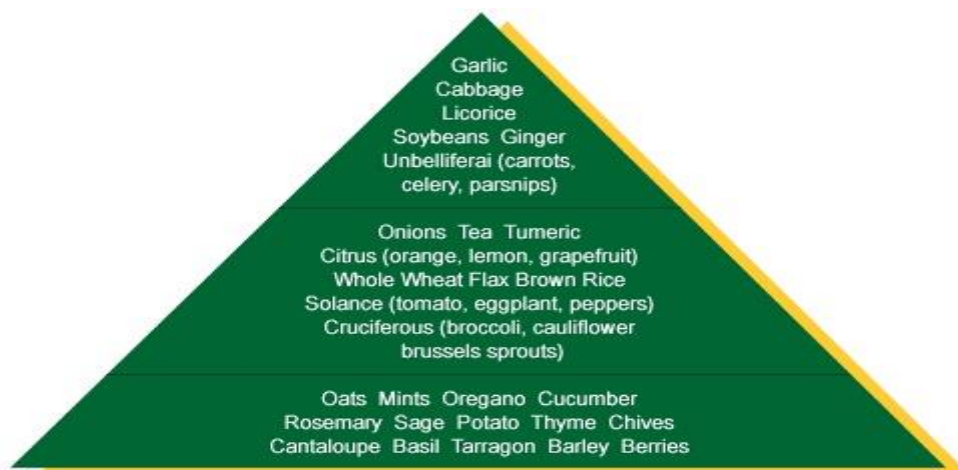 Garlic
Cabbage
Licorice
Soybeans Ginger
Unbelliferai (carrots,
celery, parsnips)
Onions Tea Tumeric
Citrus (orange, lemon, grapefruit)
Whole Wheat Flax Brown Rice
Solance (tomato, eggplant, peppers)
Cruciferous (broccoli, cauliflower
brussels sprouts)
Oats Mints Oregano Cucumber
Rosemary Sage Potato Thyme Chives
Cantaloupe Basil Tarragon Barley Berries